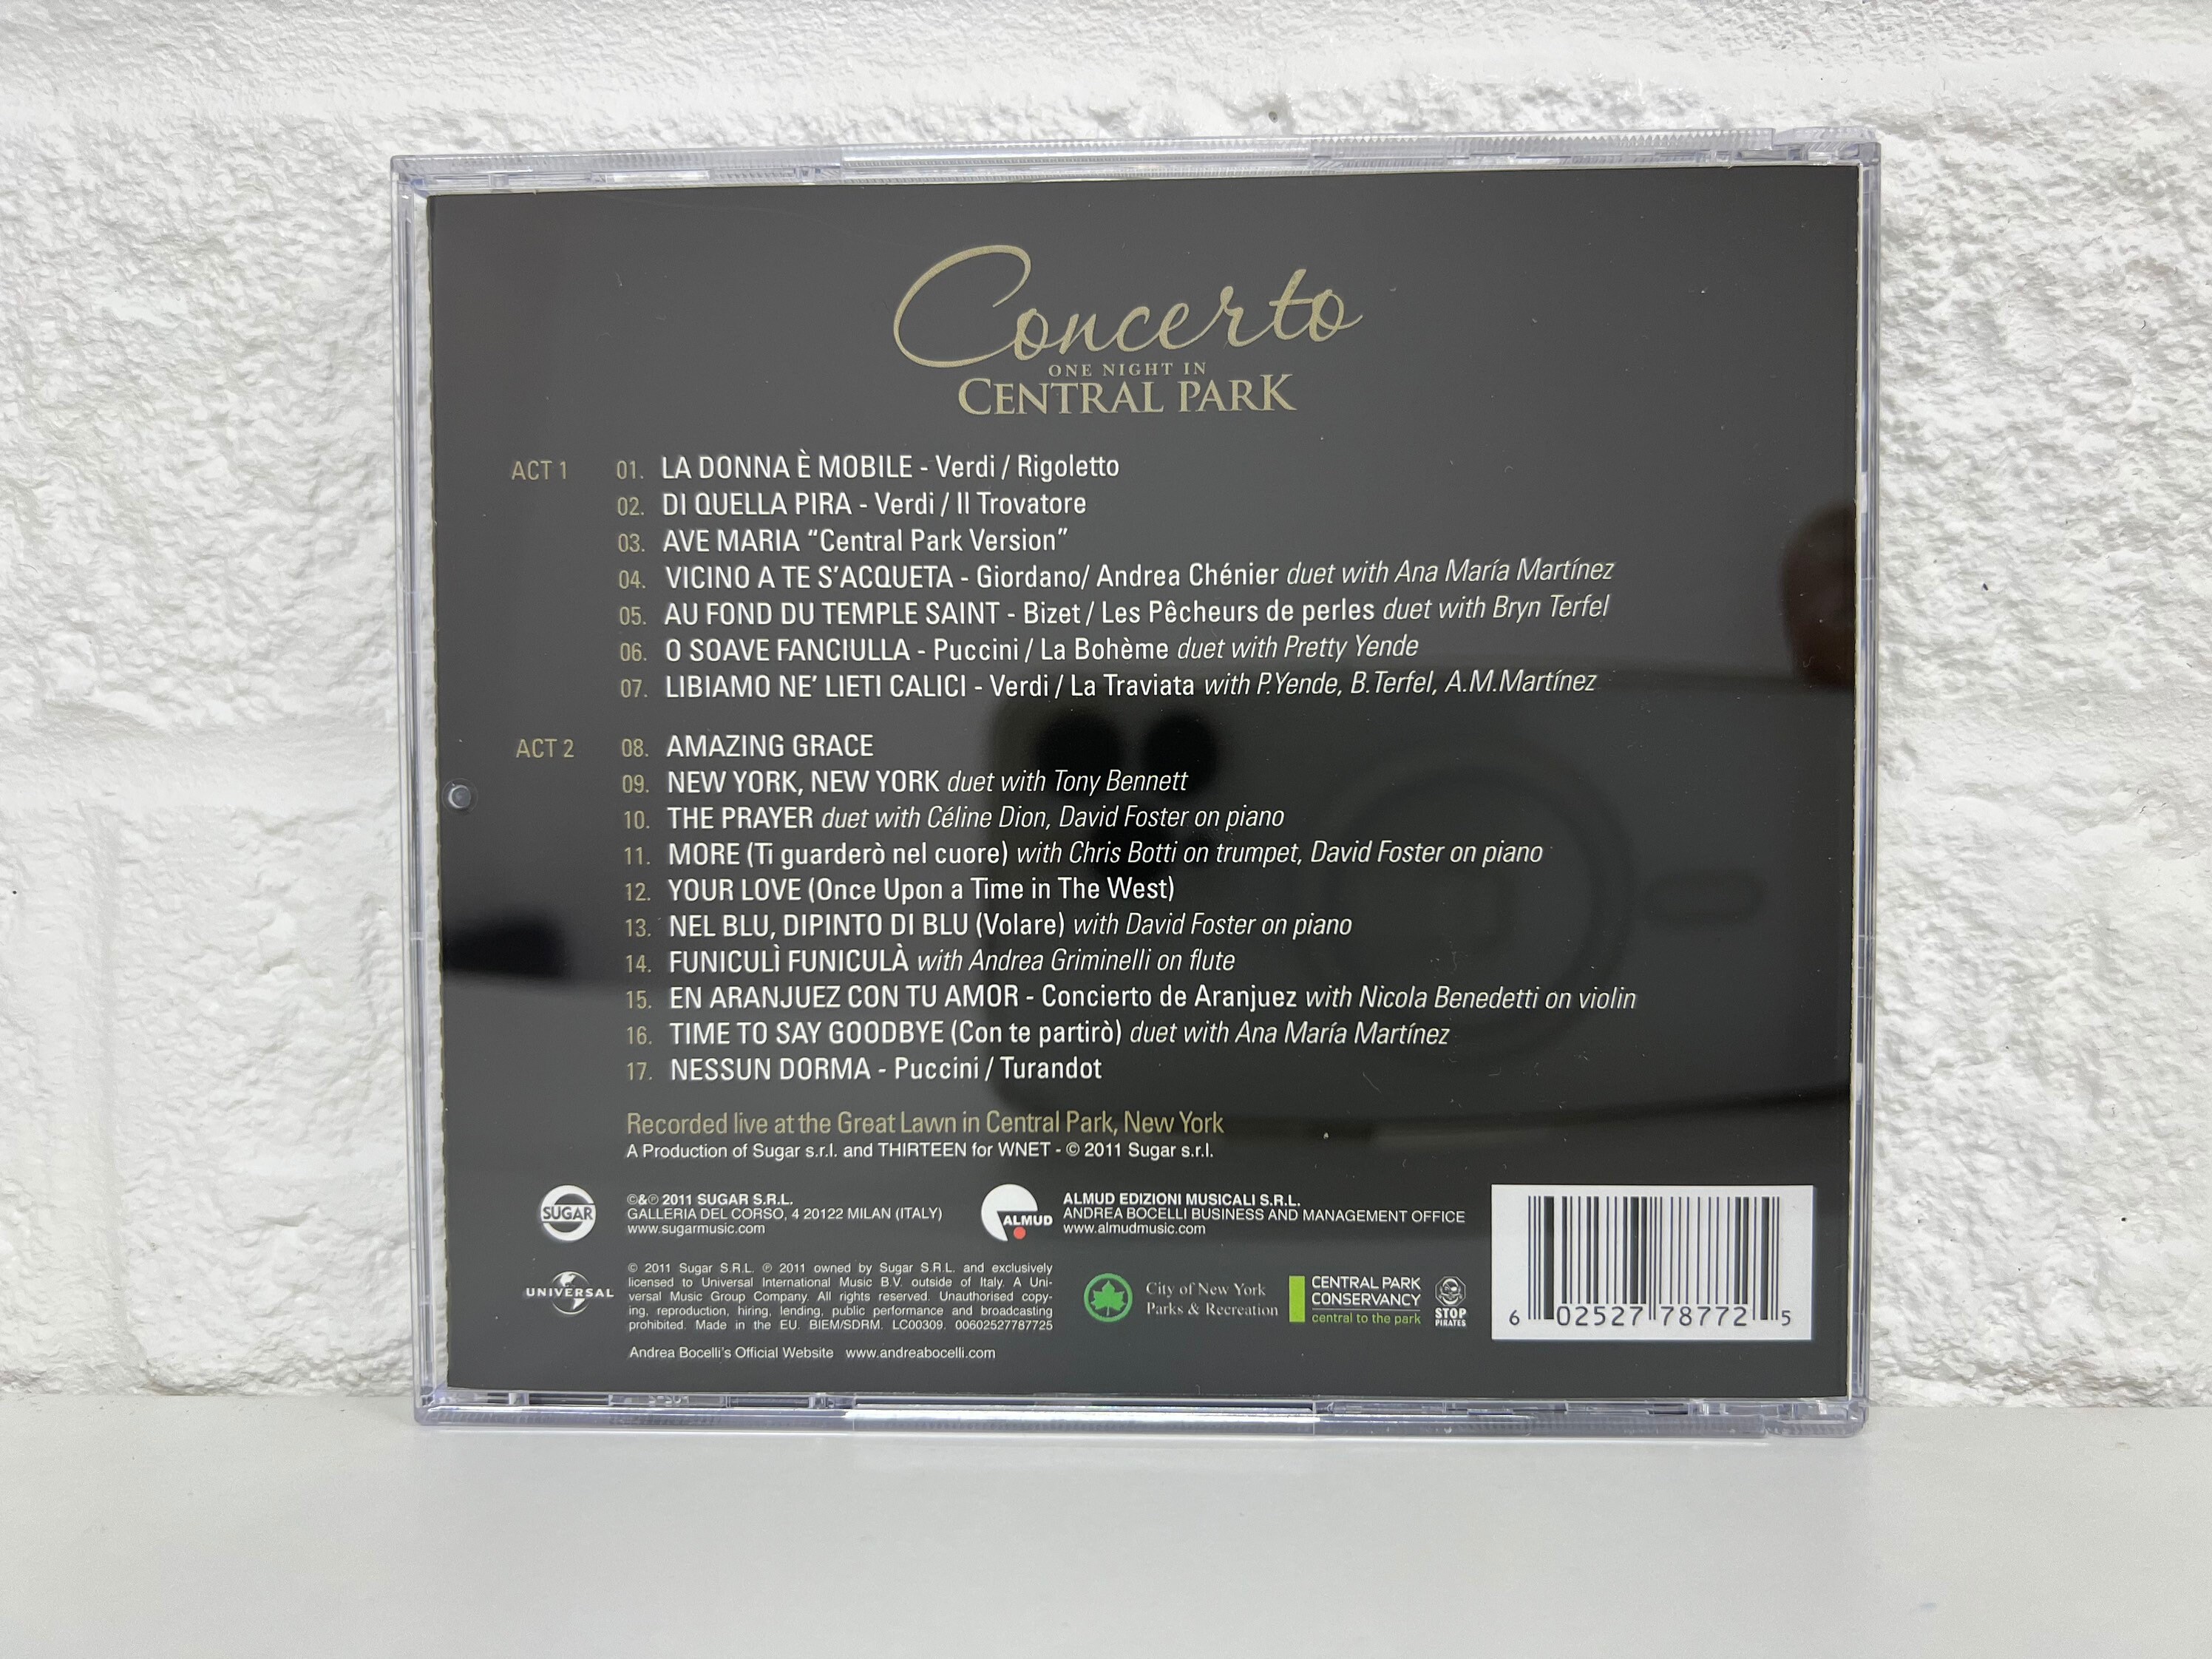 Concerto
ONE NIGHT IN
CENTRAL PARK
ACT 1 01. LA DONNA È MOBILE - Verdi / Rigoletto
02. DI QUELLA PIRA - Verdi / Il Trovatore
03. AVE MARIA “Central Park Version”
04. VICINO A TE S’ACQUETA - Giordano/ Andrea Chénier duet with Ana María Martínez
05. AU FOND DU TEMPLE SAINT - Bizet / Les Pêcheurs de perles duet with Bryn Terfel
06. O SOAVE FANCIULLA - Puccini / La Bohème duet with Pretty Yende
07. LIBIAMO NE’ LIETI CALICI - Verdi / La Traviata with P.Yende, B.Terfel, A.M.Martínez
ACT 2 08. AMAZING GRACE
09. NEW YORK, NEW YORK duet with Tony Bennett
10. THE PRAYER duet with Céline Dion, David Foster on piano
11. MORE (Ti guarderò nel cuore) with Chris Botti on trumpet, David Foster on piano
12. YOUR LOVE (Once Upon a Time in The West)
13. NEL BLU, DIPINTO DI BLU (Volare) with David Foster on piano
14. FUNICULÌ FUNICULÀ with Andrea Griminelli on flute
15. EN ARANJUEZ CON TU AMOR - Concierto de Aranjuez with Nicola Benedetti on violin
16. TIME TO SAY GOODBYE (Con te partirò) duet with Ana María Martínez
17. NESSUN DORMA - Puccini / Turandot
Recorded live at the Great Lawn in Central Park, New York
A Production of Sugar s.r.l. and THIRTEEN for WNET - © 2011 Sugar s.r.l.
SUGAR
©&℗ 2011 SUGAR S.R.L.
GALLERIA DEL CORSO, 4 20122 MILAN (ITALY)
www.sugarmusic.com
ALMUD
ALMUD EDIZIONI MUSICALI S.R.L.
ANDREA BOCELLI BUSINESS AND MANAGEMENT OFFICE
www.almudmusic.com
UNIVERSAL
© 2011 Sugar S.R.L. ℗ 2011 owned by Sugar S.R.L. and exclusively
licensed to Universal International Music B.V. outside of Italy. A Uni-
versal Music Group Company. All rights reserved. Unauthorised copy-
ing, reproduction, hiring, lending, public performance and broadcasting
prohibited. Made in the EU. BIEM/SDRM. LC00309. 00602527787725
Andrea Bocelli’s Official Website www.andreabocelli.com
City of New York
Parks & Recreation
CENTRAL PARK
CONSERVANCY
central to the park
STOP
PIRATES
6 02527 78772 5